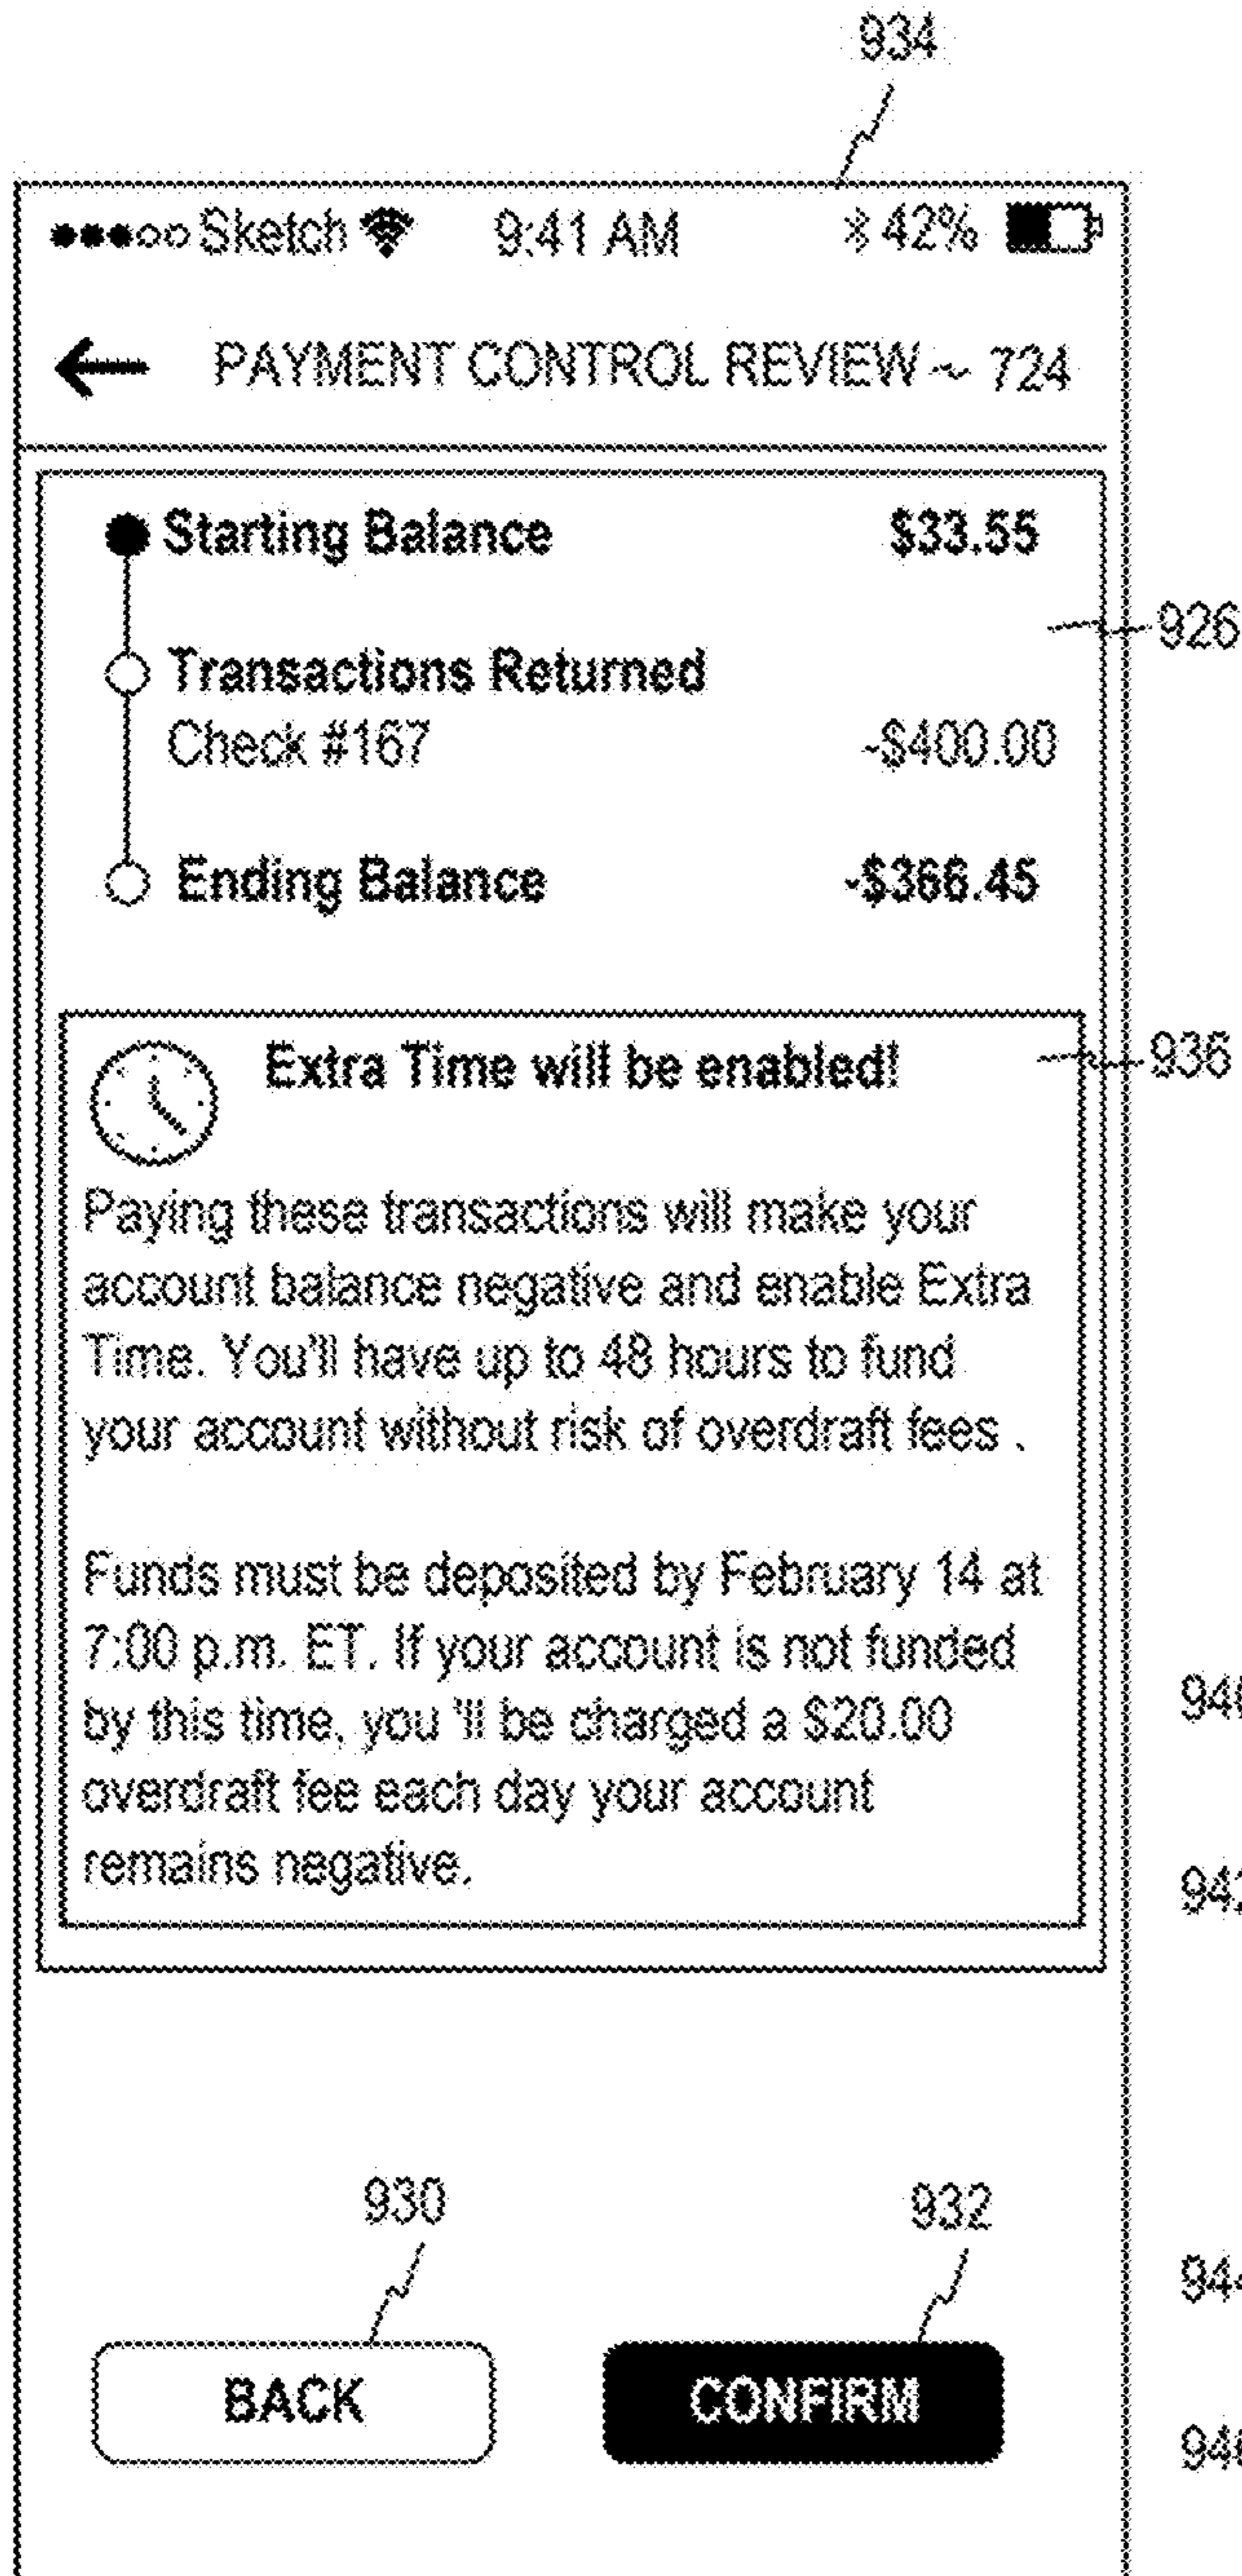 934
Sketch 9:41 AM 42%
PAYMENT CONTROL REVIEW ~ 724
Starting Balance $33.55
926
Transactions Returned
Check #167 -$400.00
Ending Balance -$366.45
Extra Time will be enabled!
936
Paying these transactions will make your
account balance negative and enable Extra
Time. You'll have up to 48 hours to fund
your account without risk of overdraft fees .
Funds must be deposited by February 14 at
7:00 p.m. ET. If your account is not funded
by this time, you 'll be charged a $20.00
overdraft fee each day your account
remains negative.
930 932
BACK CONFIRM